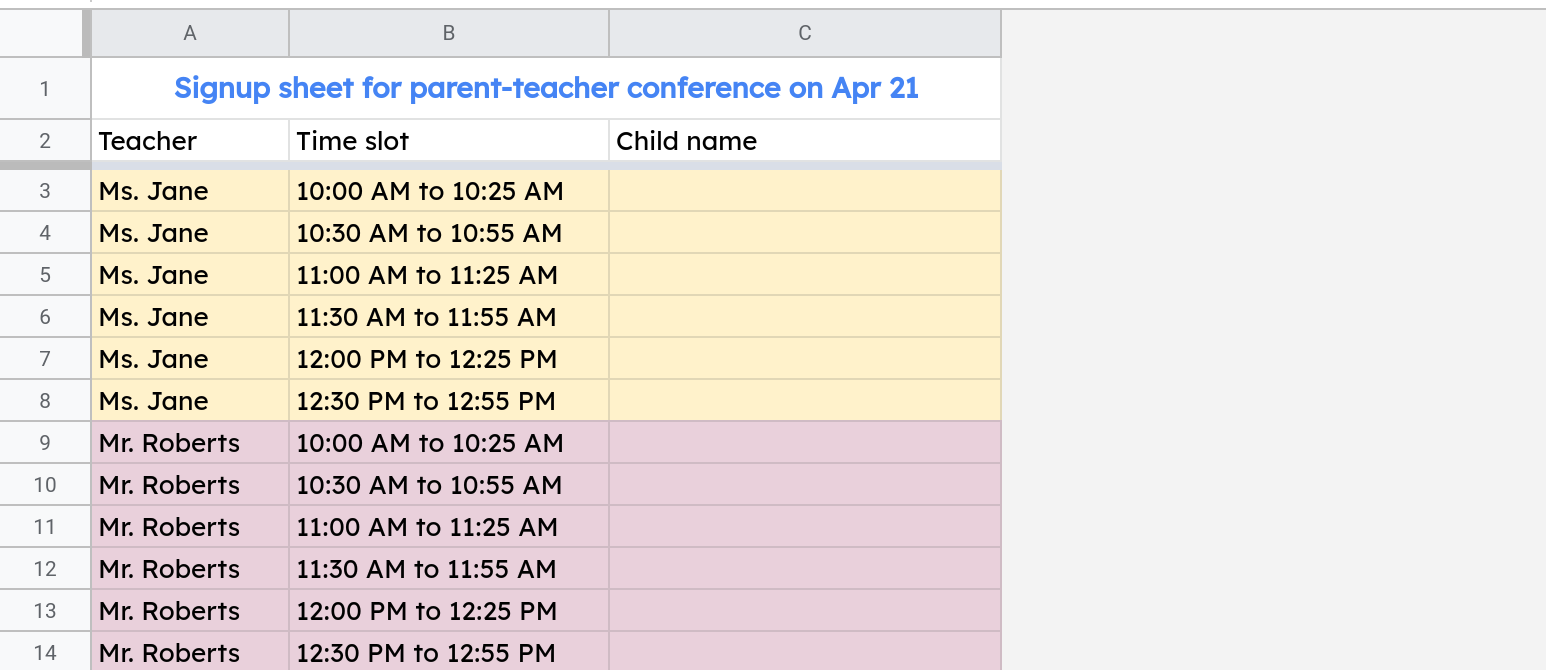 A B C
1 Signup sheet for parent-teacher conference on Apr 21
2 Teacher Time slot Child name
3 Ms. Jane 10:00 AM to 10:25 AM
4 Ms. Jane 10:30 AM to 10:55 AM
5 Ms. Jane 11:00 AM to 11:25 AM
6 Ms. Jane 11:30 AM to 11:55 AM
7 Ms. Jane 12:00 PM to 12:25 PM
8 Ms. Jane 12:30 PM to 12:55 PM
9 Mr. Roberts 10:00 AM to 10:25 AM
10 Mr. Roberts 10:30 AM to 10:55 AM
11 Mr. Roberts 11:00 AM to 11:25 AM
12 Mr. Roberts 11:30 AM to 11:55 AM
13 Mr. Roberts 12:00 PM to 12:25 PM
14 Mr. Roberts 12:30 PM to 12:55 PM